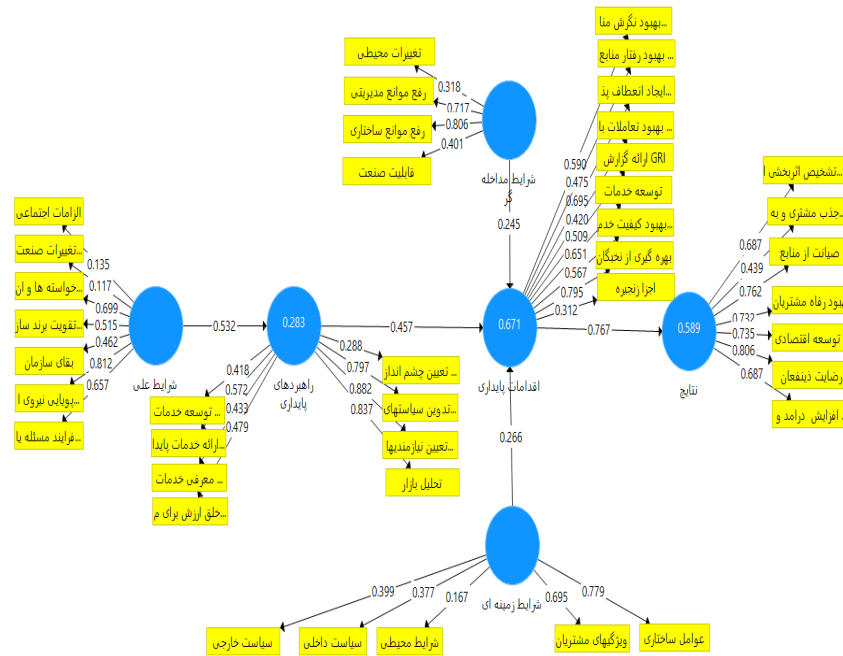 بهبود نگرش منا...
بهبود رفتار منابع ...
ایجاد انعطاف پذ...
بهبود تعاملات با ...
ارائه گزارش GRI
توسعه خدمات
بهبود کیفیت خدم...
بهره گیری از نخبگان
اجزا زنجیره
0.590
0.475
0.695
0.420
0.509
0.651
0.567
0.795
0.312
تغییرات محیطی
رفع موانع مدیریتی
رفع موانع ساختاری
قابلیت صنعت
0.318
0.717
0.806
0.401
شرایط مداخله
گر
0.245
تشخیص اثربخشی ا...
جذب مشتری و به...
صیانت از منابع
بهبود رفاه مشتریان
توسعه اقتصادی
رضایت ذینفعان
افزایش درامد و ...
0.687
0.439
0.762
0.732
0.735
0.806
0.687
0.589
نتایج
0.767
0.671
اقدامات پایداری
0.457
0.283
راهبردهای
پایداری
0.532
شرایط علی
الزامات اجتماعی
تغییرات صنعت...
خواسته ها و ان...
تقویت برند ساز...
بقای سازمان
پویایی نیروی ا...
فرایند مسئله یا...
0.135
0.117
0.699
0.515
0.462
0.812
0.657
0.418
0.572
0.433
0.479
توسعه خدمات ...
ارائه خدمات پایدا...
معرفی خدمات ...
خلق ارزش برای م...
0.288
0.797
0.882
0.837
تعیین چشم انداز ...
تدوین سیاستهای...
تعیین نیازمندیها...
تحلیل بازار
0.266
شرایط زمینه ای
0.399
0.377
0.167
0.695
0.779
سیاست خارجی
سیاست داخلی
شرایط محیطی
ویژگیهای مشتریان
عوامل ساختاری